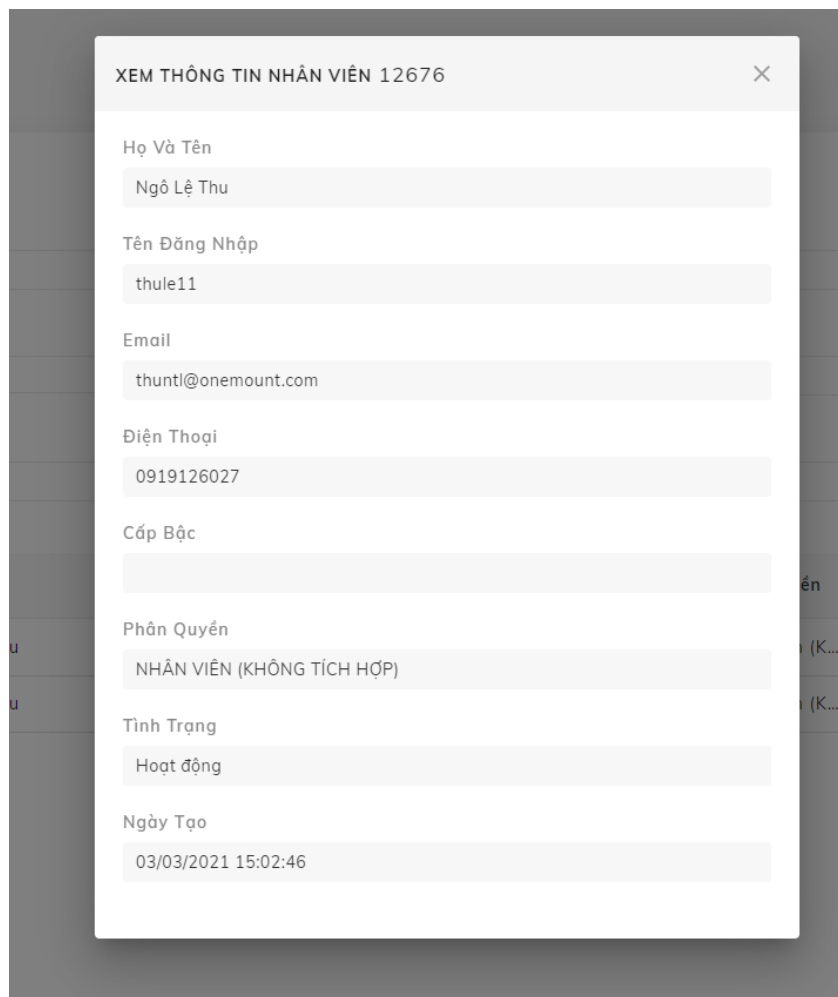 XEM THÔNG TIN NHÂN VIÊN 12676
Họ Và Tên
Ngô Lệ Thu
Tên Đăng Nhập
thule11
Email
thuntl@onemount.com
Điện Thoại
0919126027
Cấp Bậc
Phân Quyền
NHÂN VIÊN (KHÔNG TÍCH HỢP)
Tình Trạng
Hoạt động
Ngày Tạo
03/03/2021 15:02:46